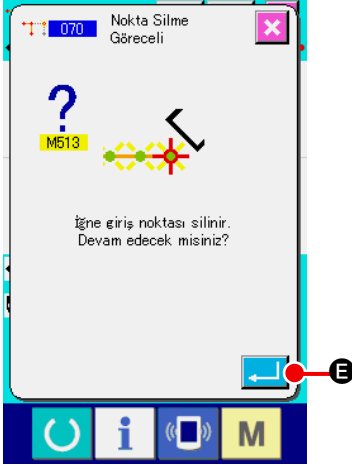 070 Nokta Silme
Göreceli
?
M513
İğne giriş noktası silinir.
Devam edecek misiniz?
E
i
M